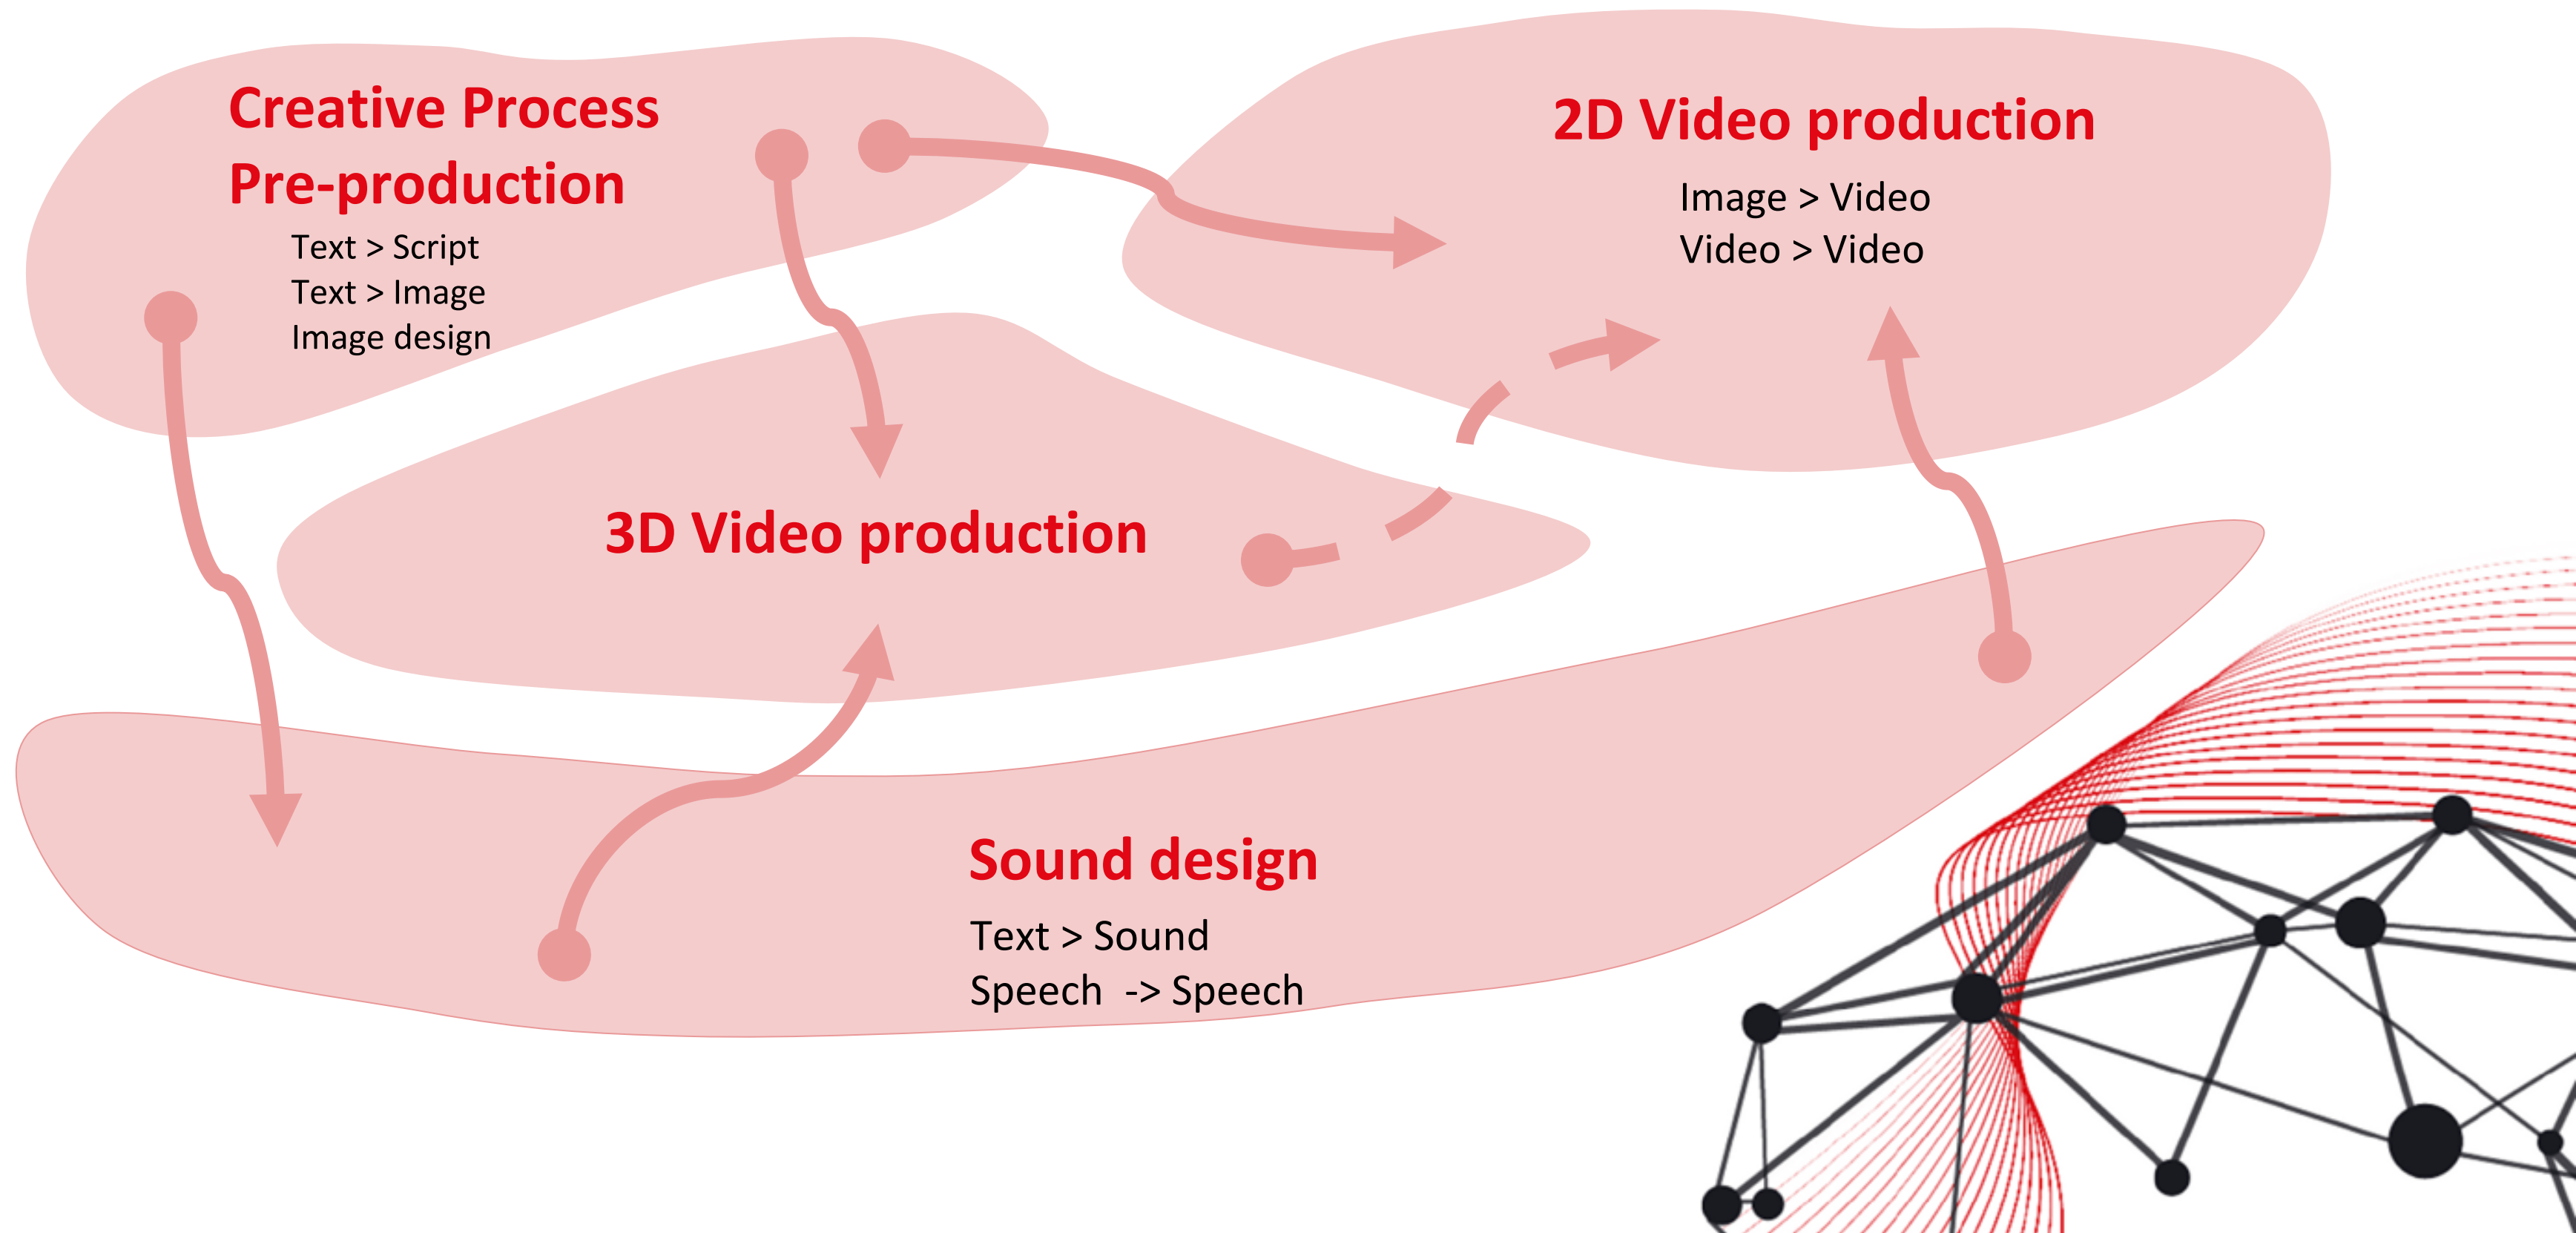 Creative Process
Pre-production
Text > Script
Text > Image
Image design
2D Video production
Image > Video
Video > Video
3D Video production
Sound design
Text > Sound
Speech  -> Speech